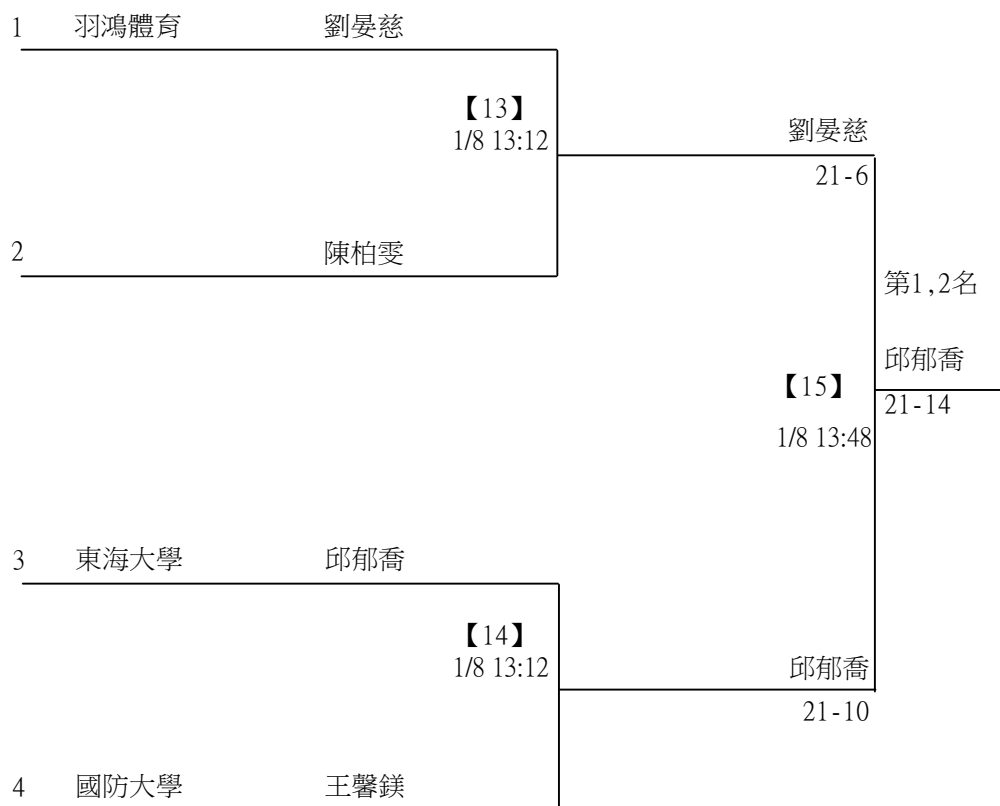 1 羽鴻體育 劉晏慈
【13】
1/8 13:12
劉晏慈
21-6
2 陳柏雯
第1,2名
邱郁喬
【15】
21-14
1/8 13:48
3 東海大學 邱郁喬
【14】
1/8 13:12
邱郁喬
21-10
4 國防大學 王馨鎂